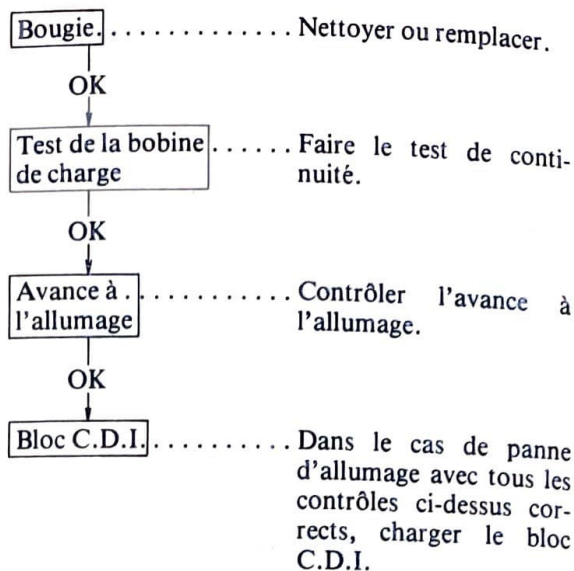 Bougie. . . . . . . . . . . . . . Nettoyer ou remplacer.
OK
Test de la bobine . . . . . . Faire le test de conti-
de charge nuité.
OK
Avance à . . . . . . . . . . . . Contrôler l'avance à
l'allumage l'allumage.
OK
Bloc C.D.I. . . . . . . . . . . Dans le cas de panne
d'allumage avec tous les
contrôles ci-dessus cor-
rects, charger le bloc
C.D.I.